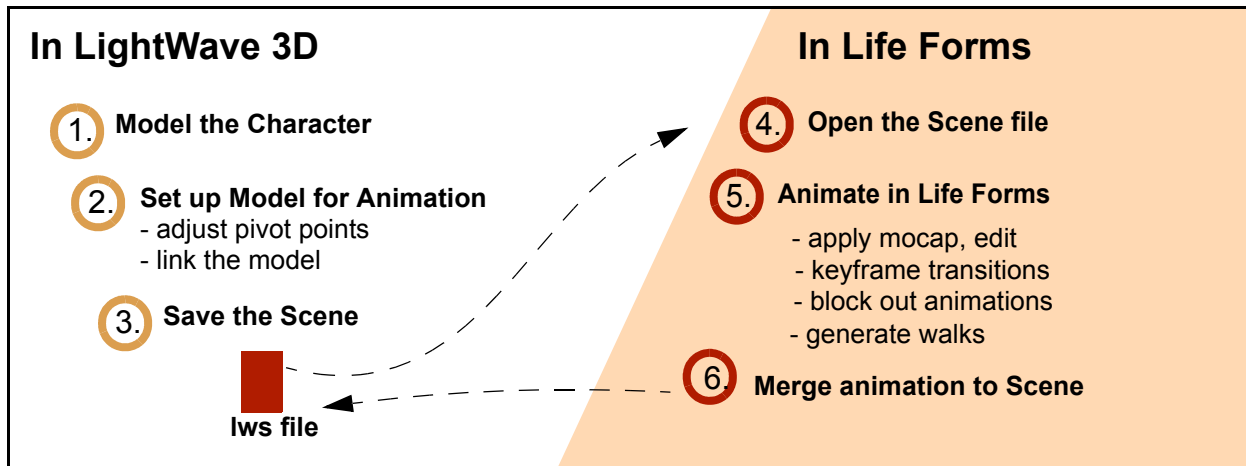 In LightWave 3D
1. Model the Character
2. Set up Model for Animation
- adjust pivot points
- link the model
3. Save the Scene
lws file
In Life Forms
4. Open the Scene file
5. Animate in Life Forms
- apply mocap, edit
- keyframe transitions
- block out animations
- generate walks
6. Merge animation to Scene